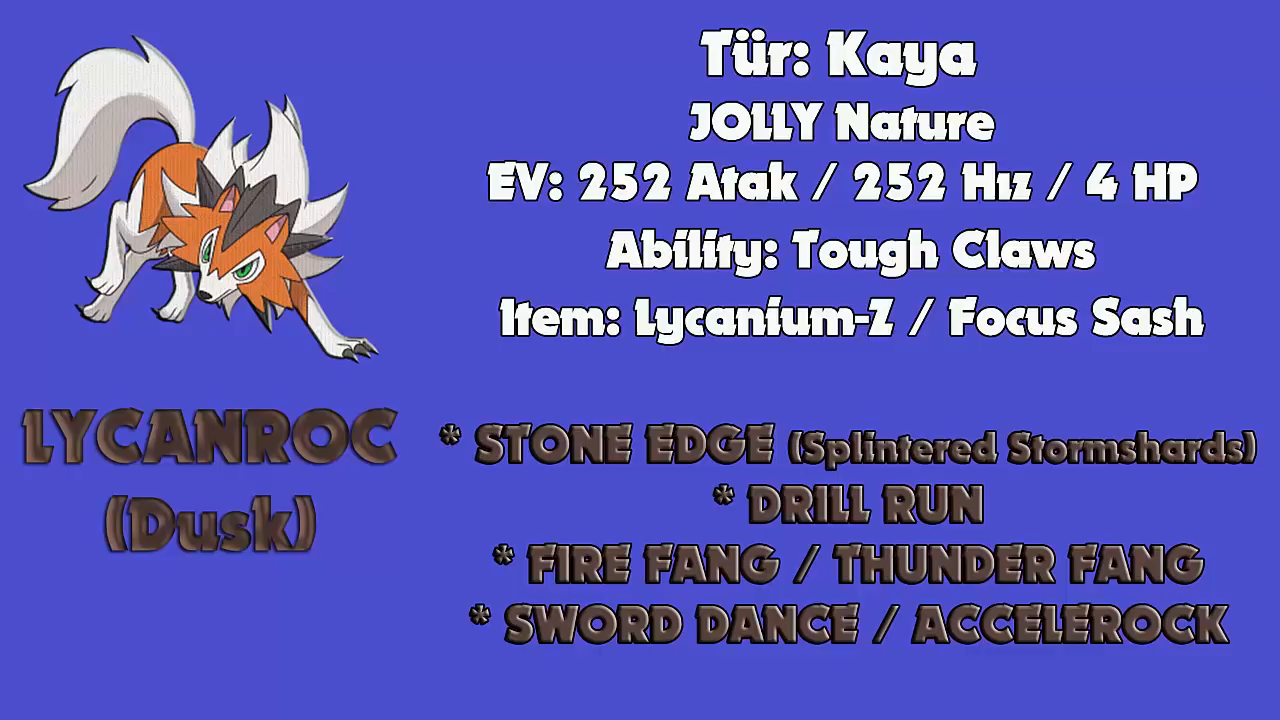 Tür: Kaya
JOLLY Nature
EV: 252 Atak / 252 Hız / 4 HP
Ability: Tough Claws
Item: Lycanium-Z / Focus Sash
LYCANROC
(Dusk)
* STONE EDGE (Splintered Stormshards)
* DRILL RUN
* FIRE FANG / THUNDER FANG
* SWORD DANCE / ACCELEROCK